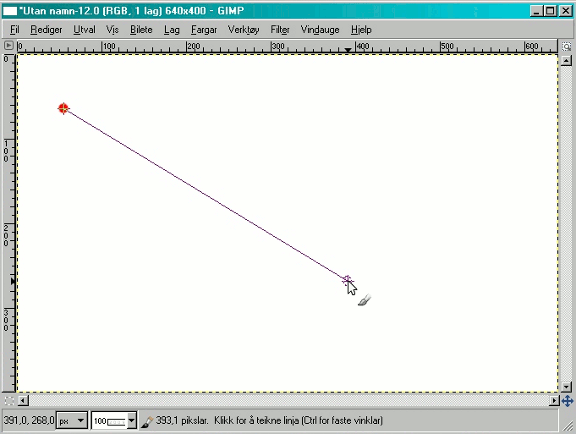 *Utan namn-12.0 (RGB, 1 lag) 640x400 - GIMP
Fil Rediger Utval Vis Bilete Lag Fargar Verktøy Filter Vindauge Hjelp
0 100 200 300 400 500 600
0
100
200
300
391,0, 268,0 px 100 393,1 pikslar. Klikk for å teikne linja (Ctrl for faste vinklar)